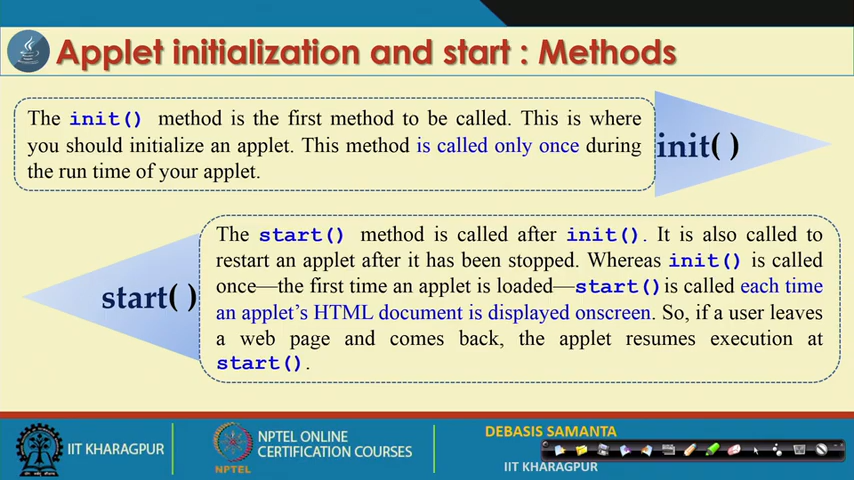 Applet initialization and start : Methods
The init() method is the first method to be called. This is where
you should initialize an applet. This method is called only once during
the run time of your applet.
init( )
The start() method is called after init(). It is also called to
restart an applet after it has been stopped. Whereas init() is called
once—the first time an applet is loaded—start() is called each time
an applet's HTML document is displayed onscreen. So, if a user leaves
a web page and comes back, the applet resumes execution at
start().
start( )
IIT KHARAGPUR
NPTEL
NPTEL ONLINE
CERTIFICATION COURSES
DEBASIS SAMANTA
IIT KHARAGPUR